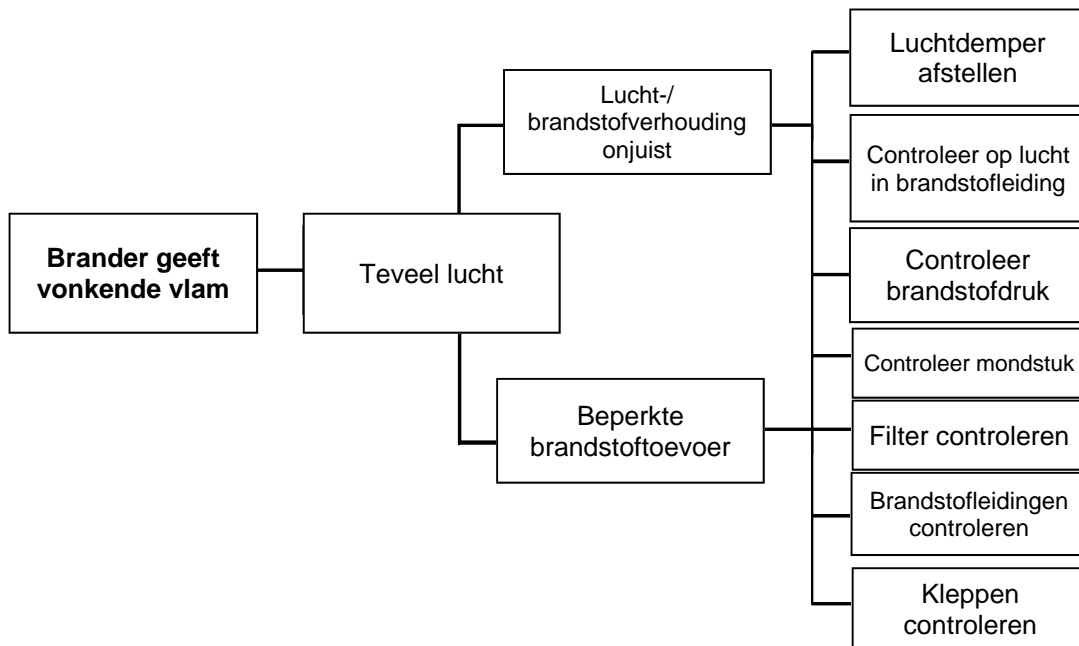 Brander geeft
vonkende vlam
Teveel lucht
Lucht-/
brandstofverhouding
onjuist
Beperkte
brandstoftoevoer
Luchtdemper
afstellen
Controleer op lucht
in brandstofleiding
Controleer
brandstofdruk
Controleer mondstuk
Filter controleren
Brandstofleidingen
controleren
Kleppen
controleren